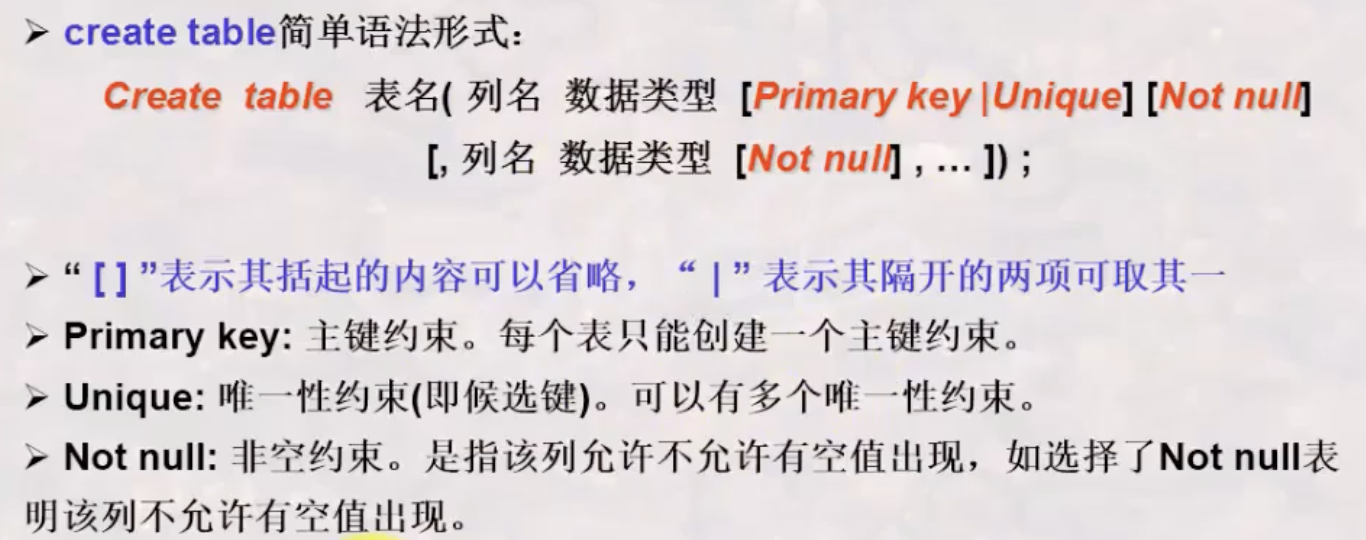 ➢ create table简单语法形式：
Create table 表名( 列名 数据类型 [Primary key |Unique] [Not null]
[, 列名 数据类型 [Not null] , … ]) ;
➢ “ [ ] ”表示其括起的内容可以省略，“ | ” 表示其隔开的两项可取其一
➢ Primary key: 主键约束。每个表只能创建一个主键约束。
➢ Unique: 唯一性约束(即候选键)。可以有多个唯一性约束。
➢ Not null: 非空约束。是指该列允许不允许有空值出现，如选择了Not null表
明该列不允许有空值出现。